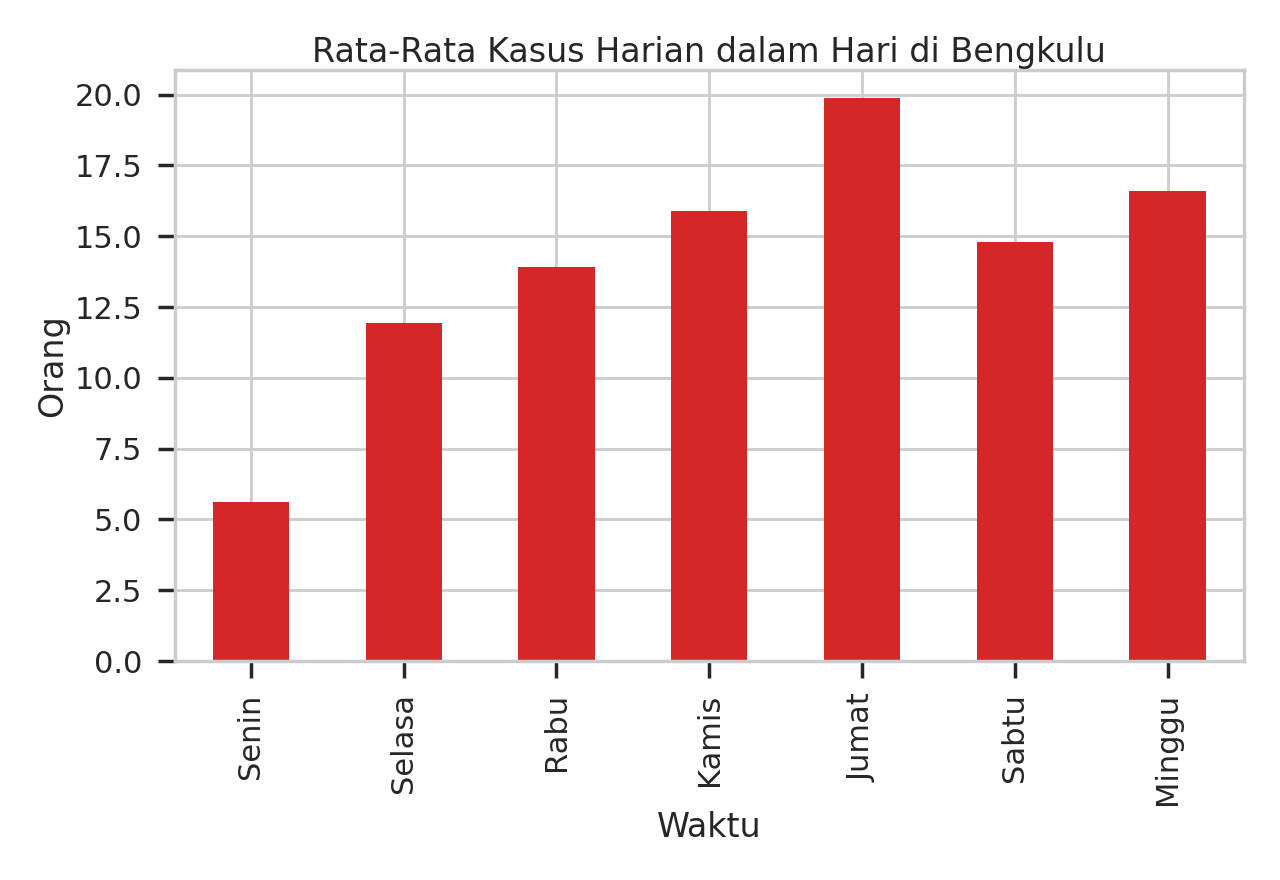 Rata-Rata Kasus Harian dalam Hari di Bengkulu
20.0
17.5
15.0
12.5
10.0
7.5
5.0
2.5
0.0
Orang
Senin
Selasa
Rabu
Kamis
Jumat
Sabtu
Minggu
Waktu